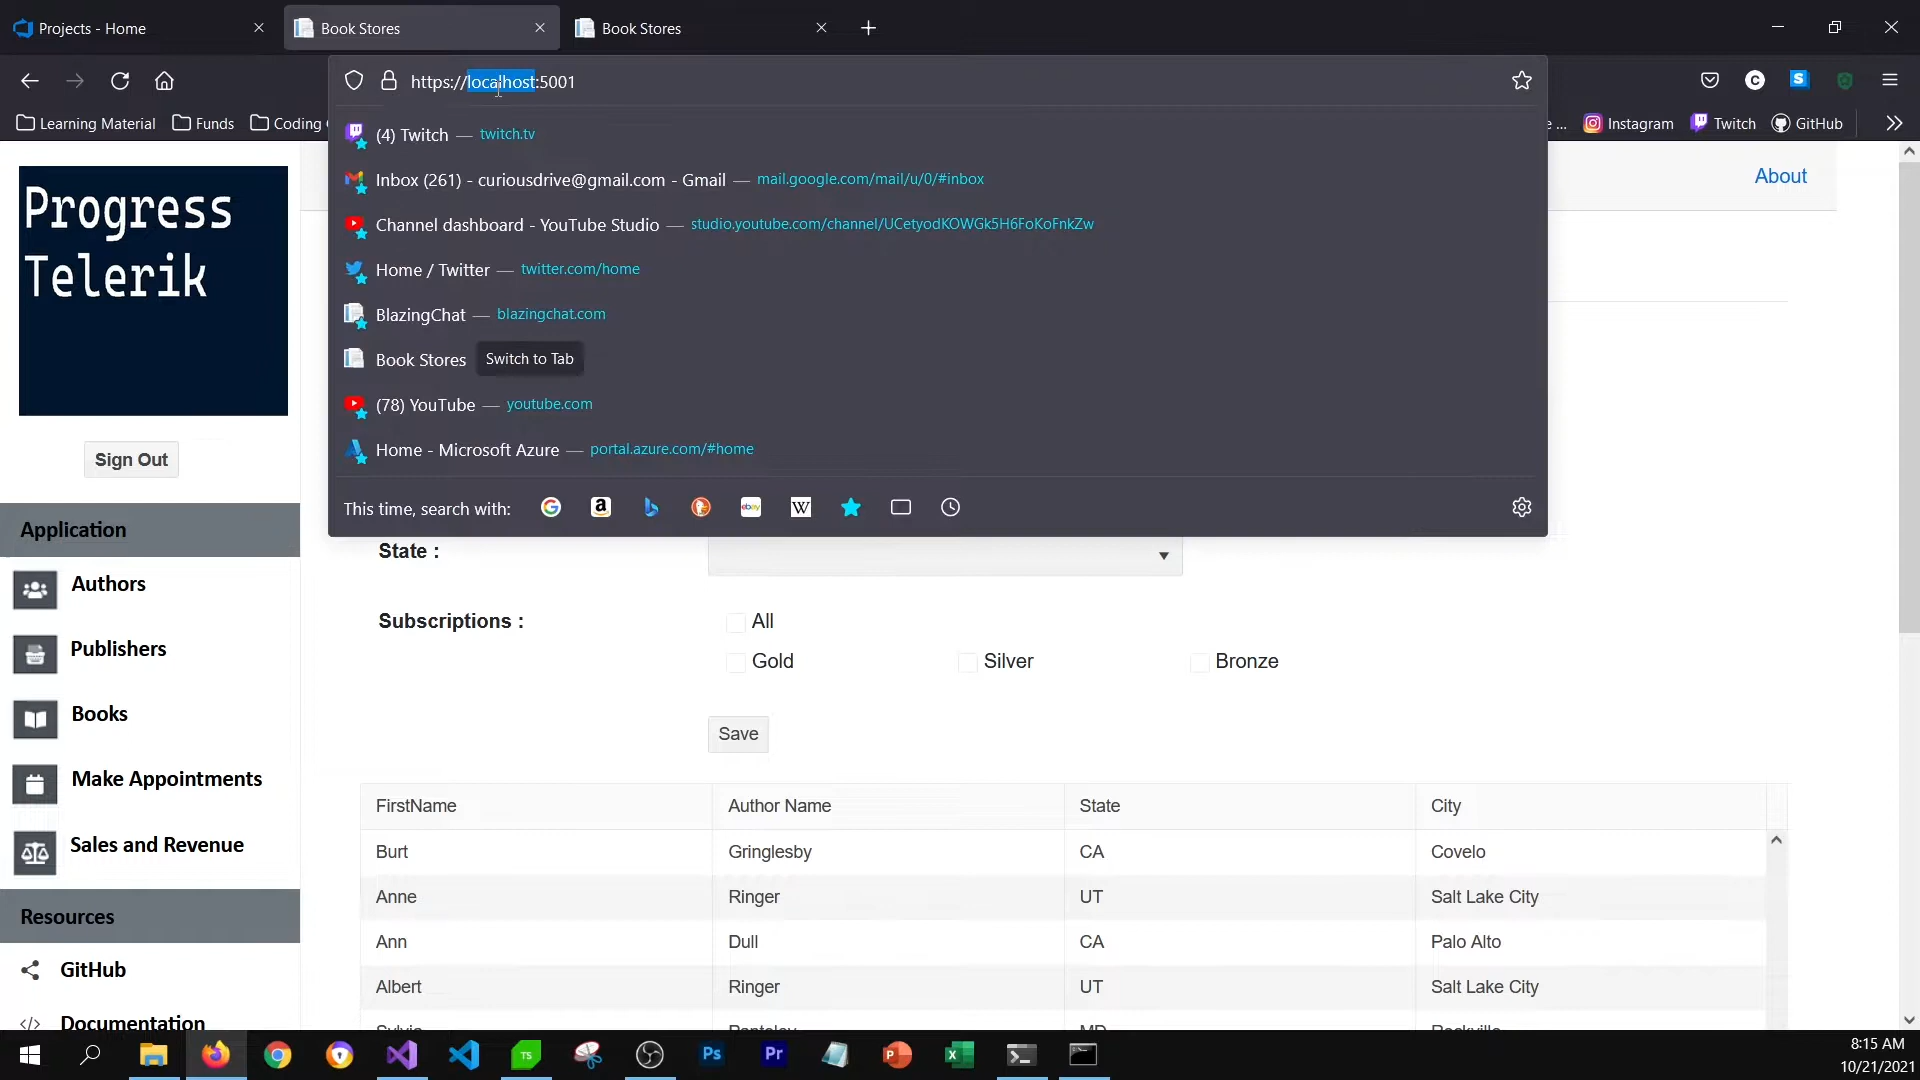 Projects - Home
Book Stores
Book Stores
https://localhost:5001
Learning Material
Funds
Coding
e ...
Instagram
Twitch
GitHub
(4) Twitch — twitch.tv
Inbox (261) - curiousdrive@gmail.com - Gmail — mail.google.com/mail/u/0/#inbox
Channel dashboard - YouTube Studio — studio.youtube.com/channel/UCetyodKOWGk5H6FoKoFnkZw
Home / Twitter — twitter.com/home
BlazingChat — blazingchat.com
Book Stores Switch to Tab
(78) YouTube — youtube.com
Home - Microsoft Azure — portal.azure.com/#home
This time, search with:
About
Progress
Telerik
Sign Out
Application
Authors
Publishers
Books
Make Appointments
Sales and Revenue
Resources
GitHub
Documentation
State :
Subscriptions :
All
Gold
Silver
Bronze
Save
FirstName Author Name State City
Burt Gringlesby CA Covelo
Anne Ringer UT Salt Lake City
Ann Dull CA Palo Alto
Albert Ringer UT Salt Lake City
8:15 AM
10/21/2021